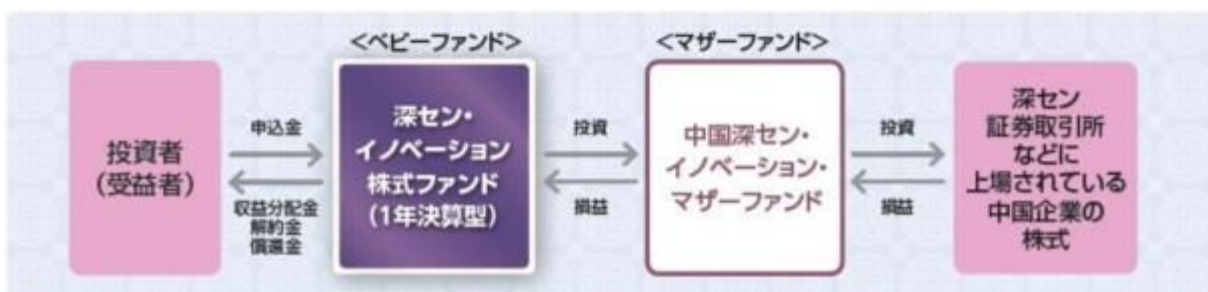 <ベビーファンド>
<マザーファンド>
投資者
(受益者)
申込金
収益分配金
解約金
償還金
深セン・
イノベーション
株式ファンド
(1年決算型)
投資
損益
中国深セン・
イノベーション・
マザーファンド
投資
損益
深セン
証券取引所
などに
上場されている
中国企業の
株式